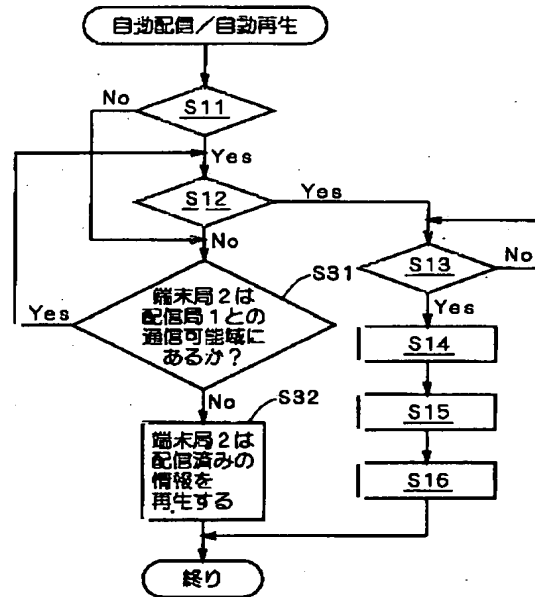 自動配信／自動再生
No
S11
Yes
S12
Yes
No
S13
No
S31
端末局2は
配信局1との
通信可能域に
あるか？
Yes
Yes
S14
No
S32
S15
端末局2は
配信済みの
情報を
再生する
S16
終り